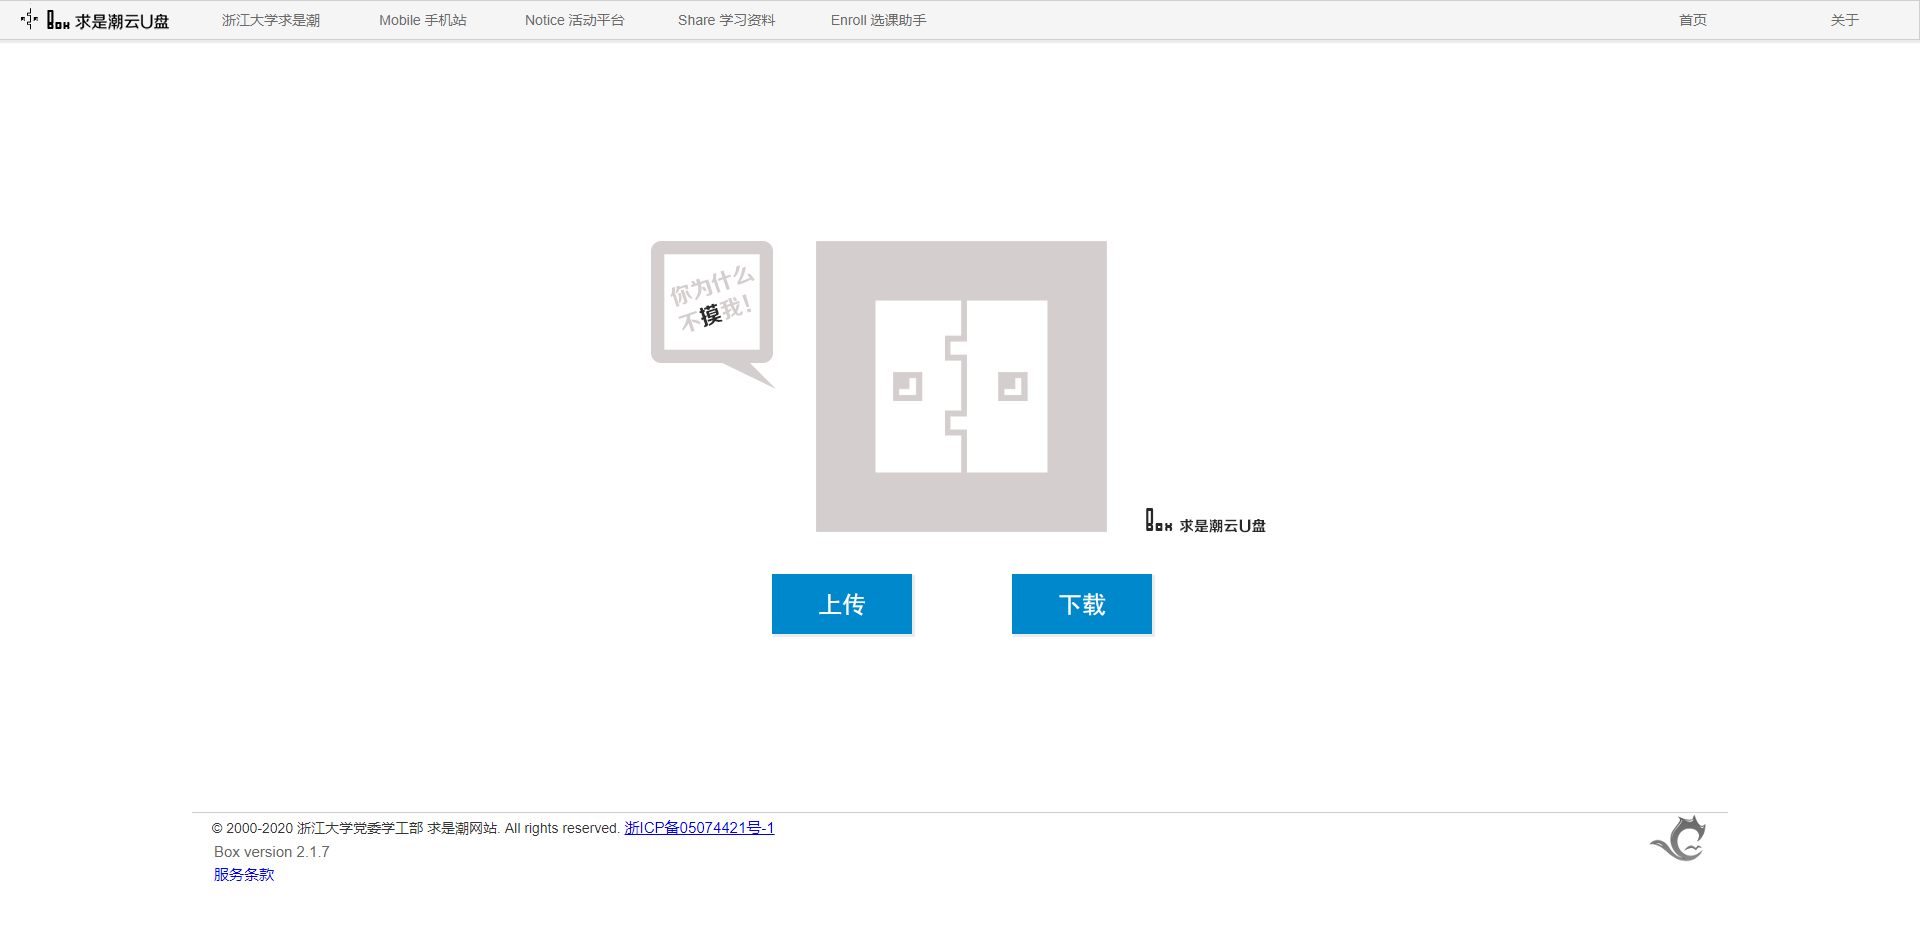 Box 求是潮云U盘 浙江大学求是潮 Mobile 手机站 Notice 活动平台 Share 学习资料 Enroll 选课助手 首页 关于
你为什么
不摸我!
Box 求是潮云U盘
上传 下载
© 2000-2020 浙江大学党委学工部 求是潮网站. All rights reserved. 浙ICP备05074421号-1
Box version 2.1.7
服务条款